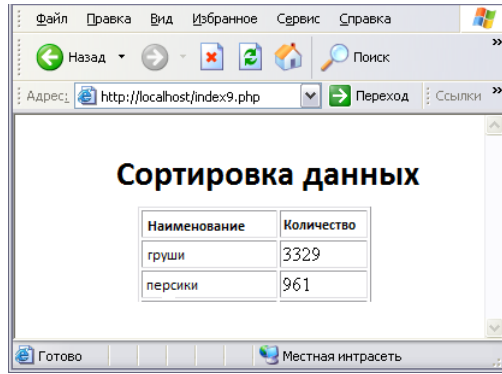 Файл Правка Вид Избранное Сервис Справка
Назад Поиск »
Адрес: http://localhost/index9.php Переход Ссылки »
Сортировка данных
Наименование Количество
груши 3329
персики 961
Готово Местная интрасеть